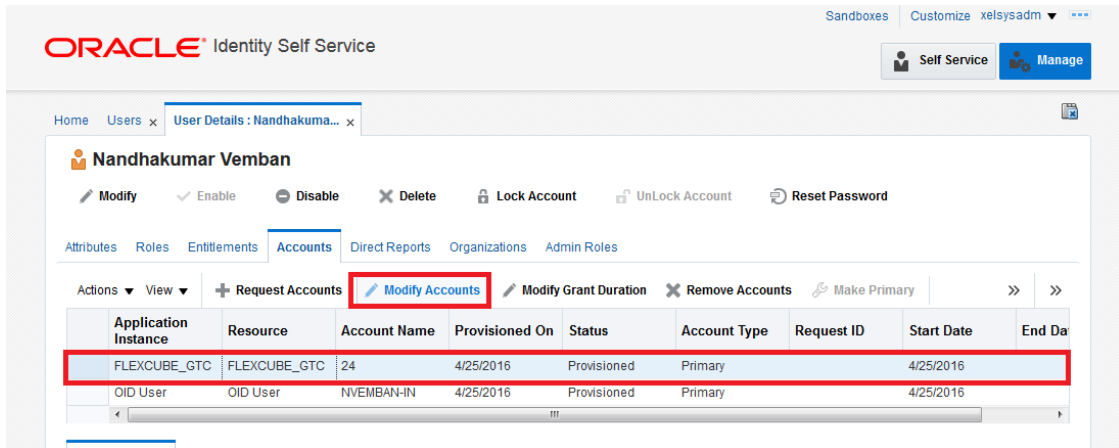 Sandboxes Customize xelsysadm
ORACLE Identity Self Service
Self Service Manage
Home Users x User Details : Nandhakuma... x
Nandhakumar Vemban
Modify Enable Disable Delete Lock Account UnLock Account Reset Password
Attributes Roles Entitlements Accounts Direct Reports Organizations Admin Roles
Actions View Request Accounts Modify Accounts Modify Grant Duration Remove Accounts Make Primary
Application Instance Resource Account Name Provisioned On Status Account Type Request ID Start Date End Da
FLEXCUBE_GTC FLEXCUBE_GTC 24 4/25/2016 Provisioned Primary 4/25/2016
OID User OID User NVEMBAN-IN 4/25/2016 Provisioned Primary 4/25/2016